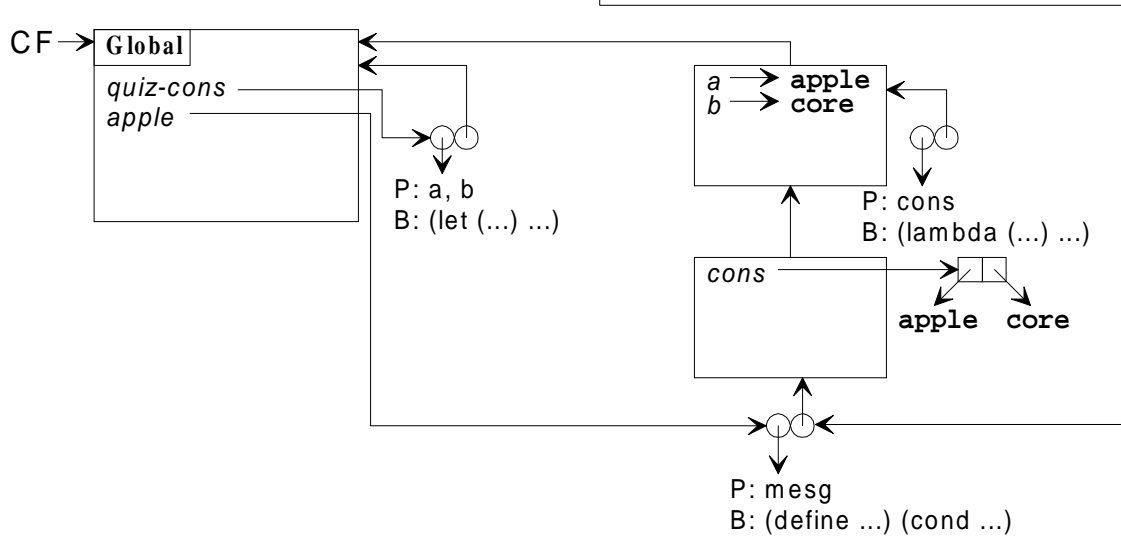 CF
Global
quiz-cons
apple
P: a, b
B: (let (...) ...)
a apple
b core
P: cons
B: (lambda (...) ...)
cons
apple core
P: mesg
B: (define ...) (cond ...)